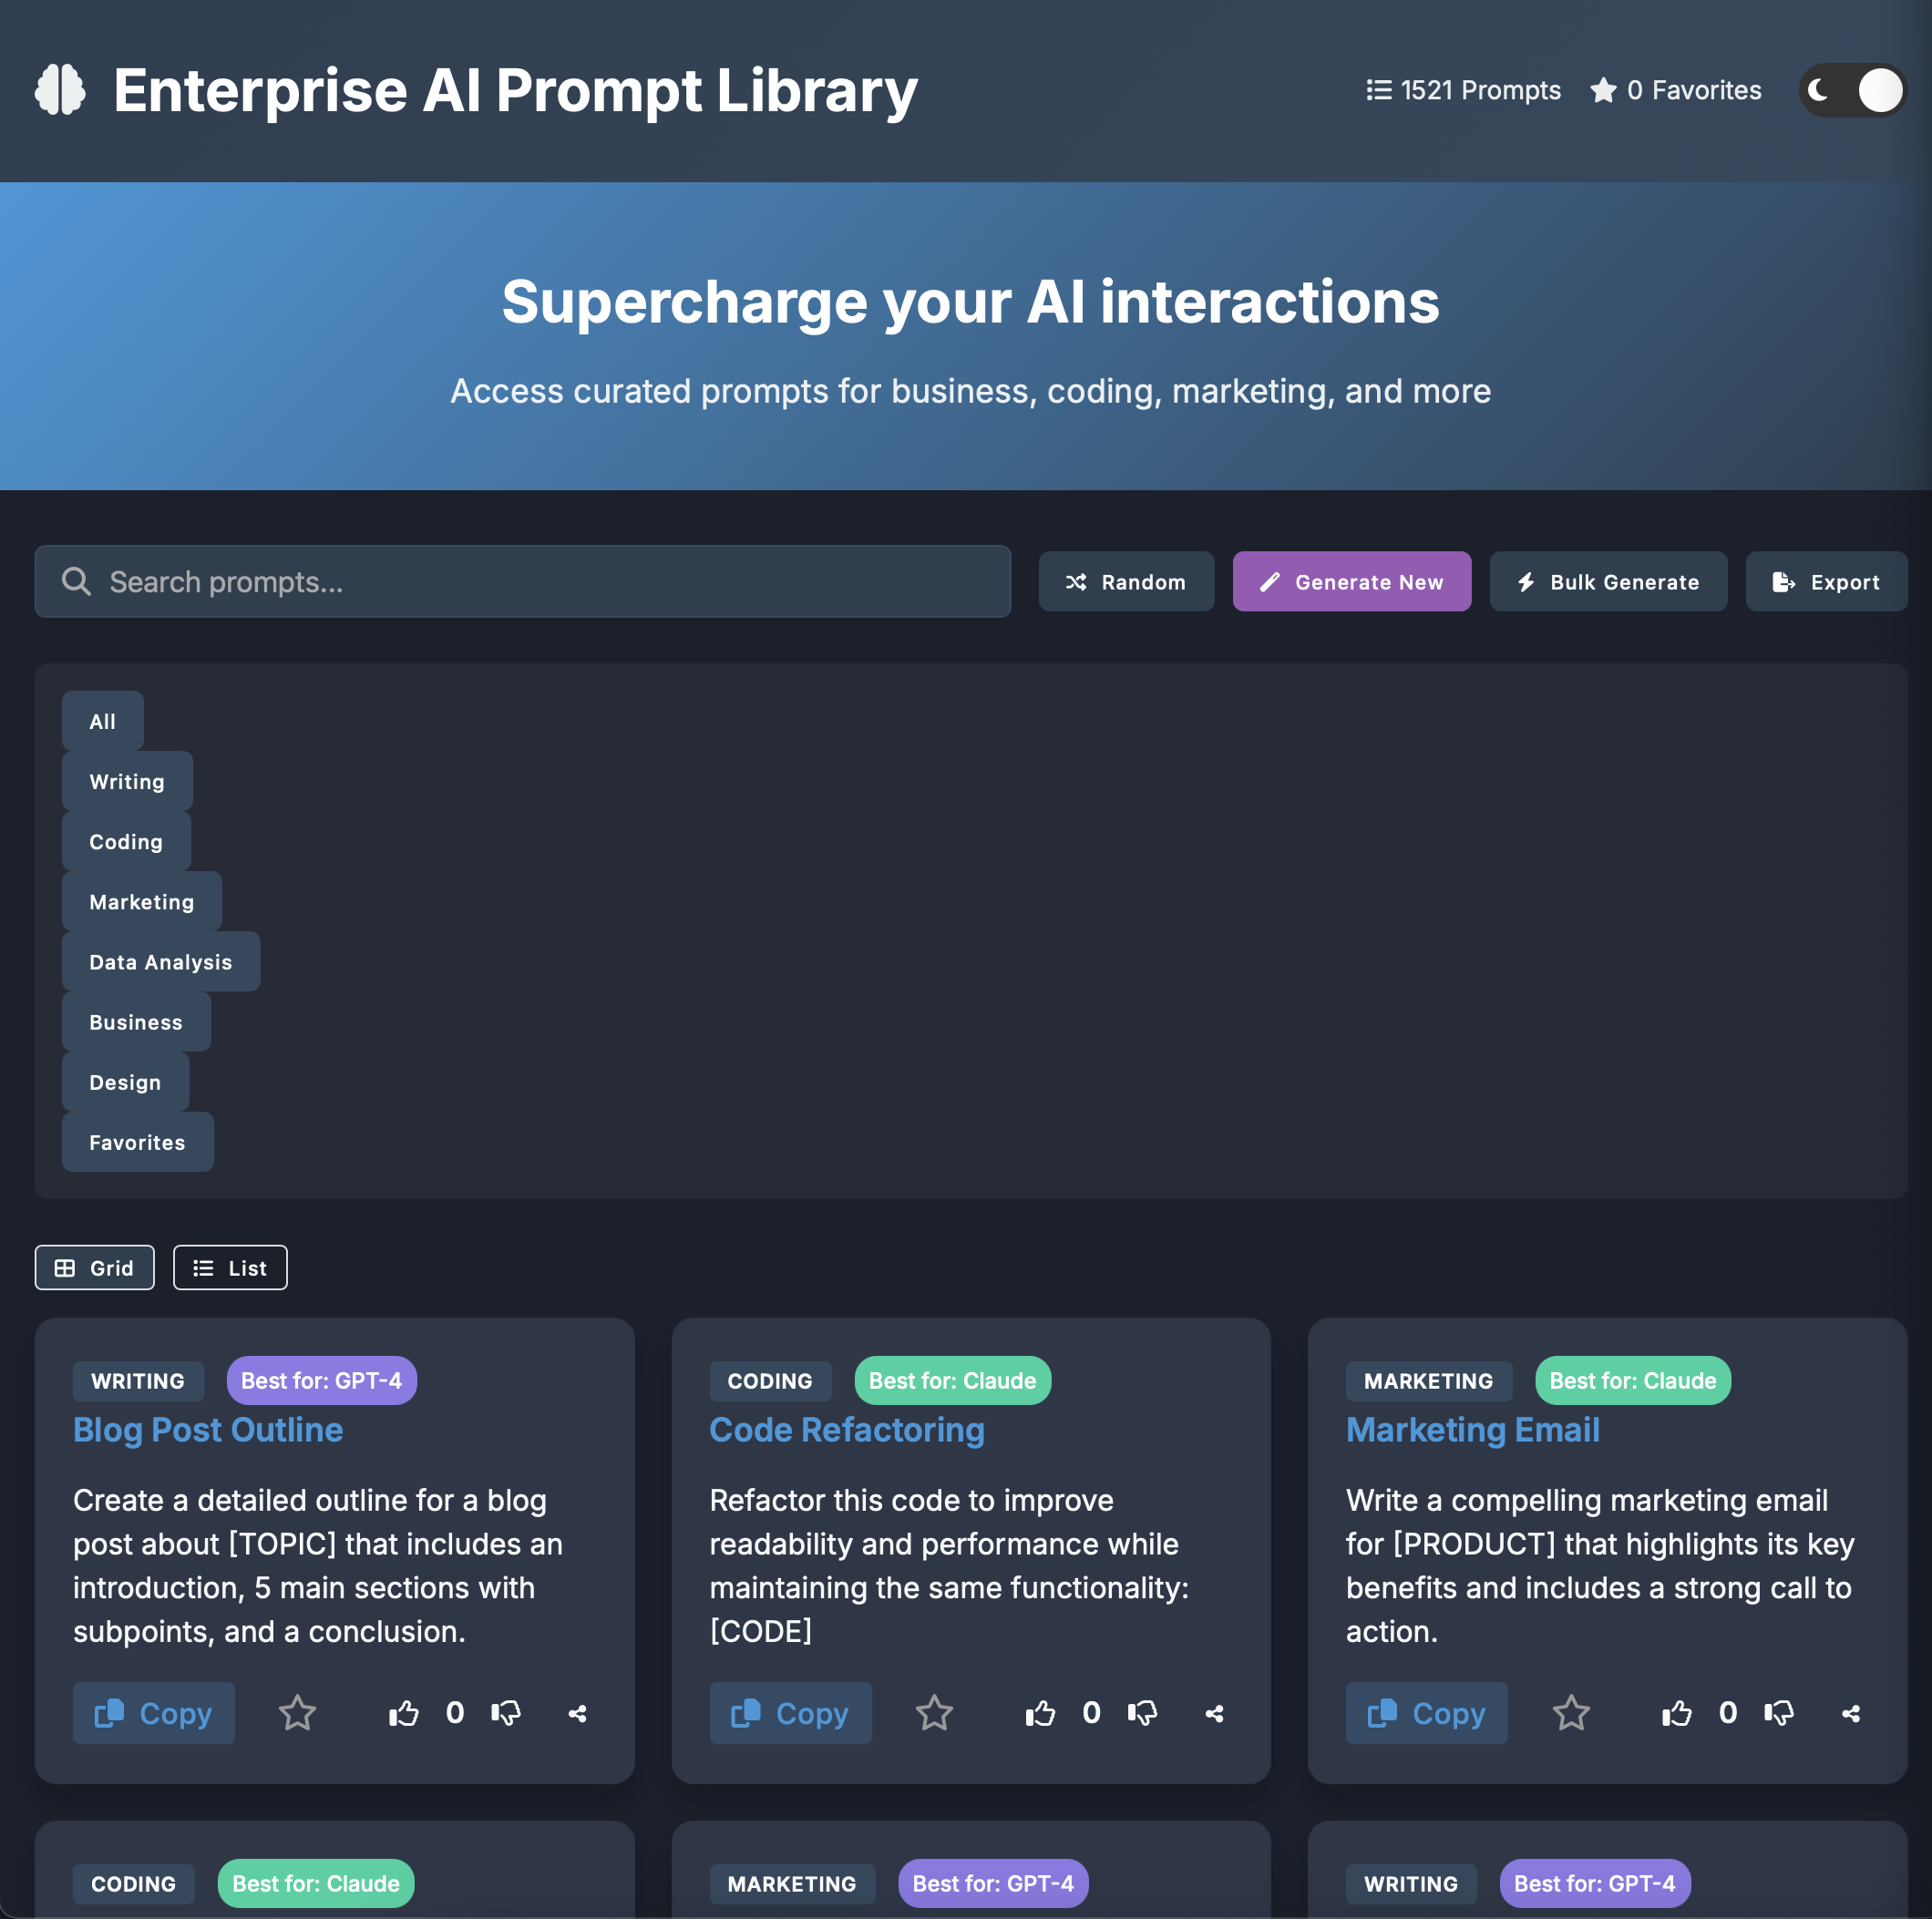 Enterprise AI Prompt Library
1521 Prompts
0 Favorites
Supercharge your AI interactions
Access curated prompts for business, coding, marketing, and more
Search prompts...
Random
Generate New
Bulk Generate
Export
All
Writing
Coding
Marketing
Data Analysis
Business
Design
Favorites
Grid
List
WRITING
Best for: GPT-4
Blog Post Outline
Create a detailed outline for a blog
post about [TOPIC] that includes an
introduction, 5 main sections with
subpoints, and a conclusion.
Copy
0
CODING
Best for: Claude
Code Refactoring
Refactor this code to improve
readability and performance while
maintaining the same functionality:
[CODE]
Copy
0
MARKETING
Best for: Claude
Marketing Email
Write a compelling marketing email
for [PRODUCT] that highlights its key
benefits and includes a strong call to
action.
Copy
0
CODING
Best for: Claude
MARKETING
Best for: GPT-4
WRITING
Best for: GPT-4